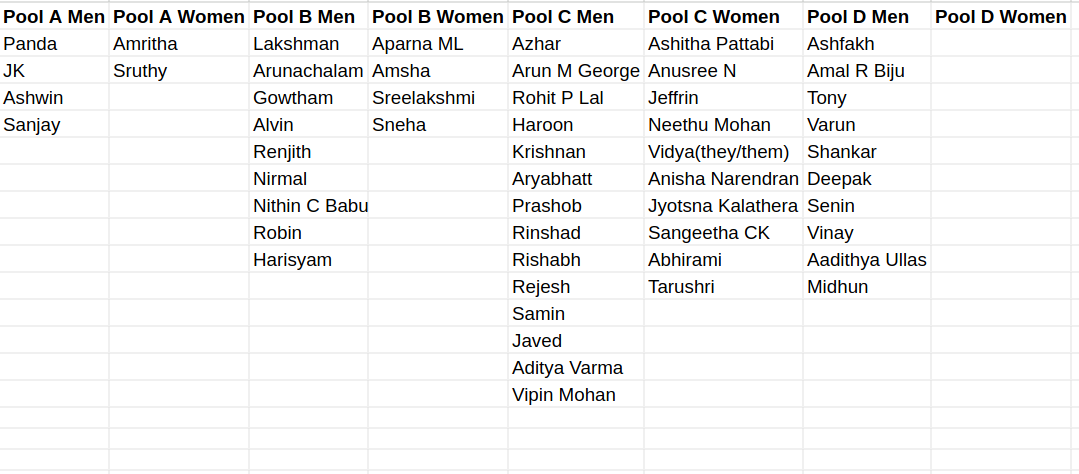 Pool A Men Pool A Women Pool B Men Pool B Women Pool C Men Pool C Women Pool D Men Pool D Women
Panda Amritha Lakshman Aparna ML Azhar Ashitha Pattabi Ashfakh
JK Sruthy Arunachalam Amsha Arun M George Anusree N Amal R Biju
Ashwin Gowtham Sreelakshmi Rohit P Lal Jeffrin Tony
Sanjay Alvin Sneha Haroon Neethu Mohan Varun
Renjith Krishnan Vidya(they/them) Shankar
Nirmal Aryabhatt Anisha Narendran Deepak
Nithin C Babu Prashob Jyotsna Kalathera Senin
Robin Rinshad Sangeetha CK Vinay
Harisyam Rishabh Abhirami Aadithya Ullas
Rejesh Tarushri Midhun
Samin
Javed
Aditya Varma
Vipin Mohan